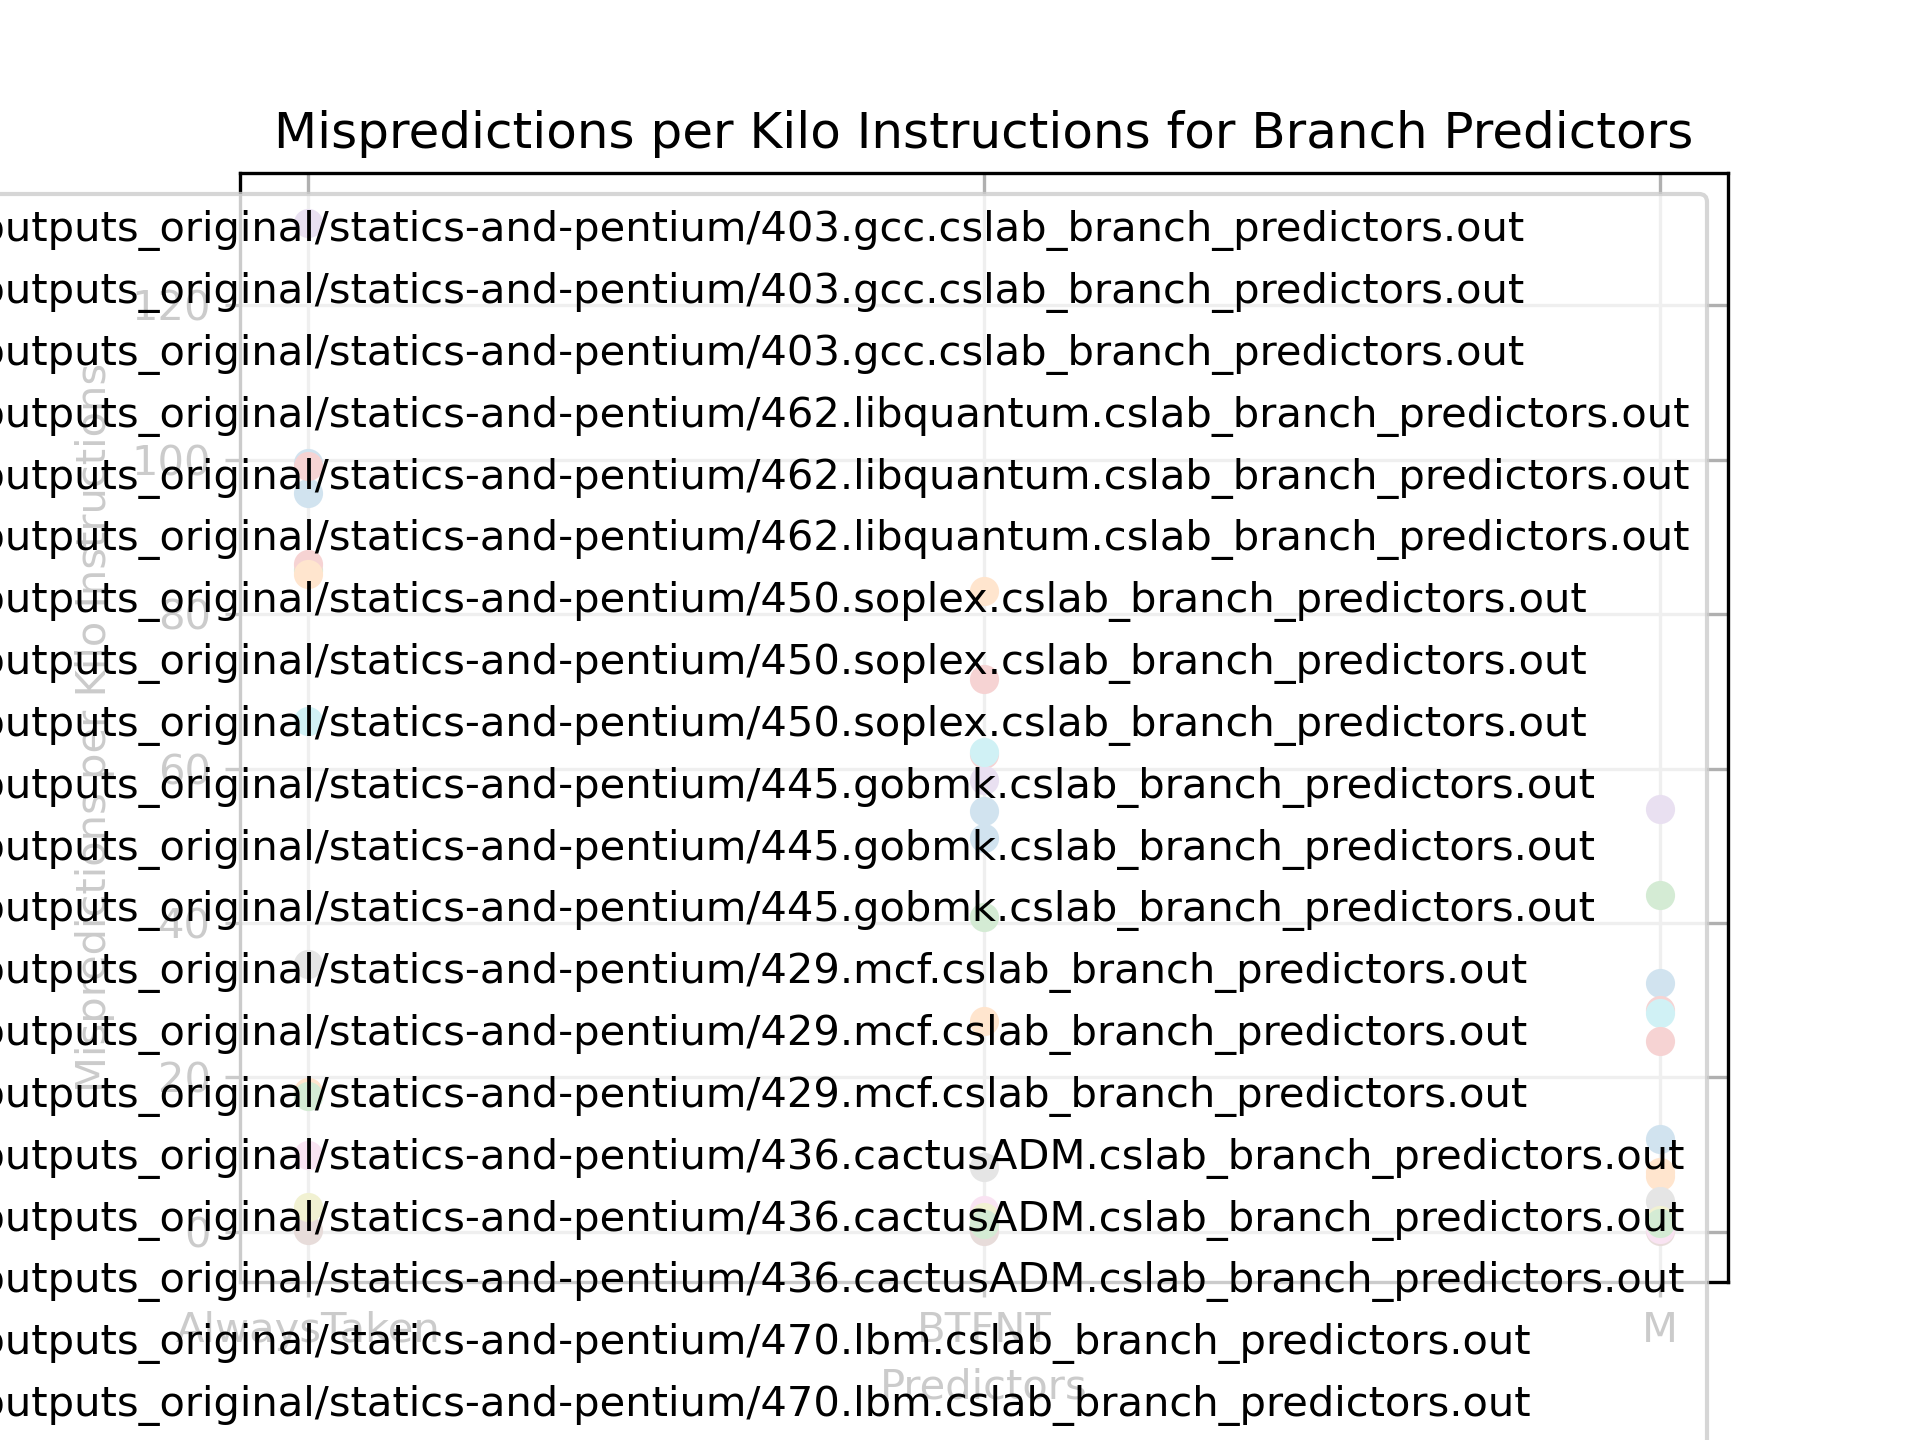 Mispredictions per Kilo Instructions for Branch Predictors
outputs_original/statics-and-pentium/403.gcc.cslab_branch_predictors.out
outputs_original/statics-and-pentium/403.gcc.cslab_branch_predictors.out
120
outputs_original/statics-and-pentium/403.gcc.cslab_branch_predictors.out
outputs_original/statics-and-pentium/462.libquantum.cslab_branch_predictors.out
100
outputs_original/statics-and-pentium/462.libquantum.cslab_branch_predictors.out
outputs_original/statics-and-pentium/462.libquantum.cslab_branch_predictors.out
outputs_original/statics-and-pentium/450.soplex.cslab_branch_predictors.out
80
outputs_original/statics-and-pentium/450.soplex.cslab_branch_predictors.out
outputs_original/statics-and-pentium/450.soplex.cslab_branch_predictors.out
Mispredictions per Kilo Instructions
60
outputs_original/statics-and-pentium/445.gobmk.cslab_branch_predictors.out
outputs_original/statics-and-pentium/445.gobmk.cslab_branch_predictors.out
outputs_original/statics-and-pentium/445.gobmk.cslab_branch_predictors.out
40
outputs_original/statics-and-pentium/429.mcf.cslab_branch_predictors.out
outputs_original/statics-and-pentium/429.mcf.cslab_branch_predictors.out
20
outputs_original/statics-and-pentium/429.mcf.cslab_branch_predictors.out
outputs_original/statics-and-pentium/436.cactusADM.cslab_branch_predictors.out
outputs_original/statics-and-pentium/436.cactusADM.cslab_branch_predictors.out
0
outputs_original/statics-and-pentium/436.cactusADM.cslab_branch_predictors.out
AlwaysTaken BTFNT M
outputs_original/statics-and-pentium/470.lbm.cslab_branch_predictors.out
Predictors
outputs_original/statics-and-pentium/470.lbm.cslab_branch_predictors.out